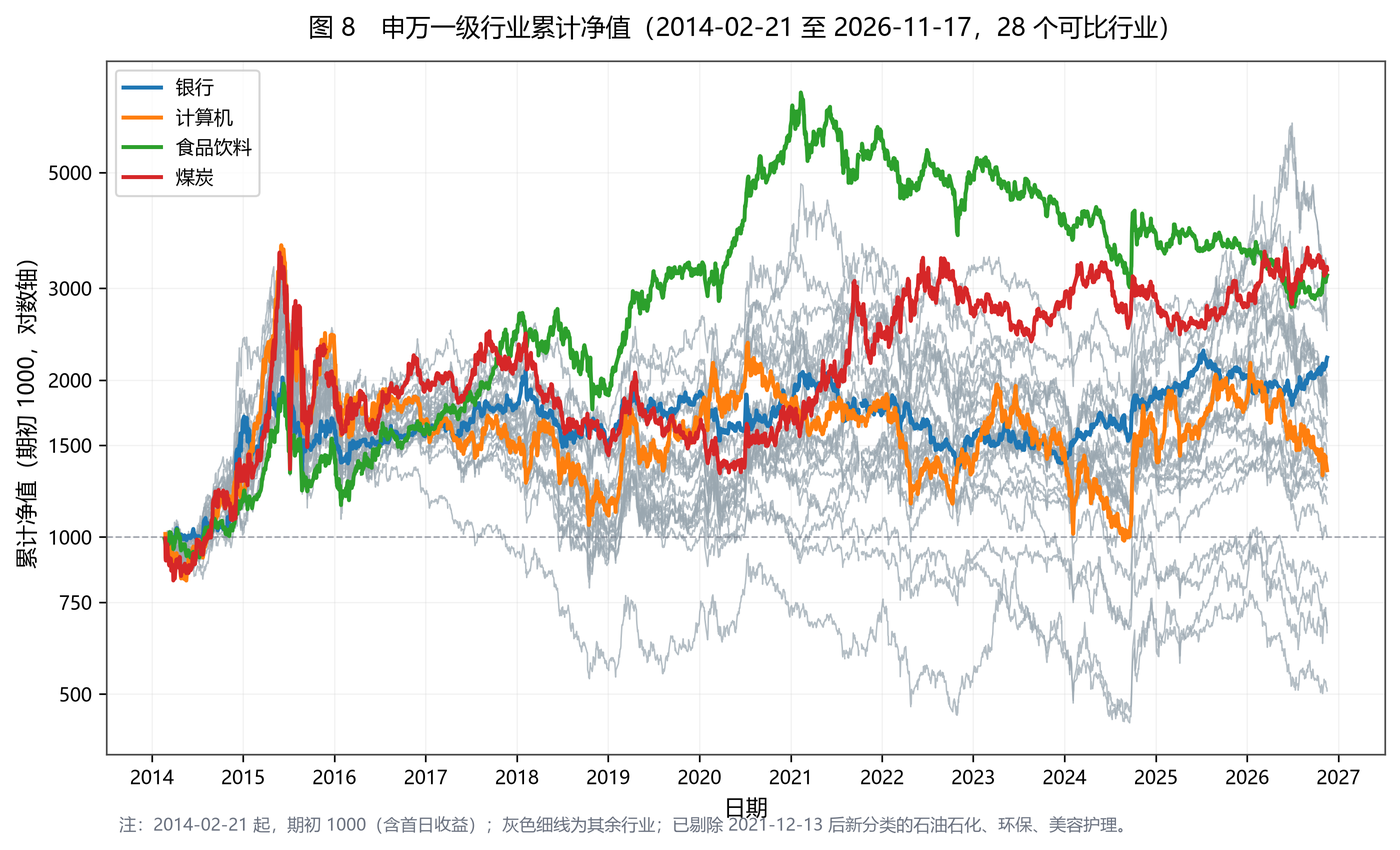 图 8 申万一级行业累计净值（2014-02-21 至 2026-11-17，28 个可比行业）
银行
计算机
食品饮料
煤炭
累计净值（期初 1000，对数轴）
5000
3000
2000
1500
1000
750
500
2014 2015 2016 2017 2018 2019 2020 2021 2022 2023 2024 2025 2026 2027
日期
注：2014-02-21 起，期初 1000（含首日收益）；灰色细线为其余行业；已剔除 2021-12-13 后新分类的石油石化、环保、美容护理。